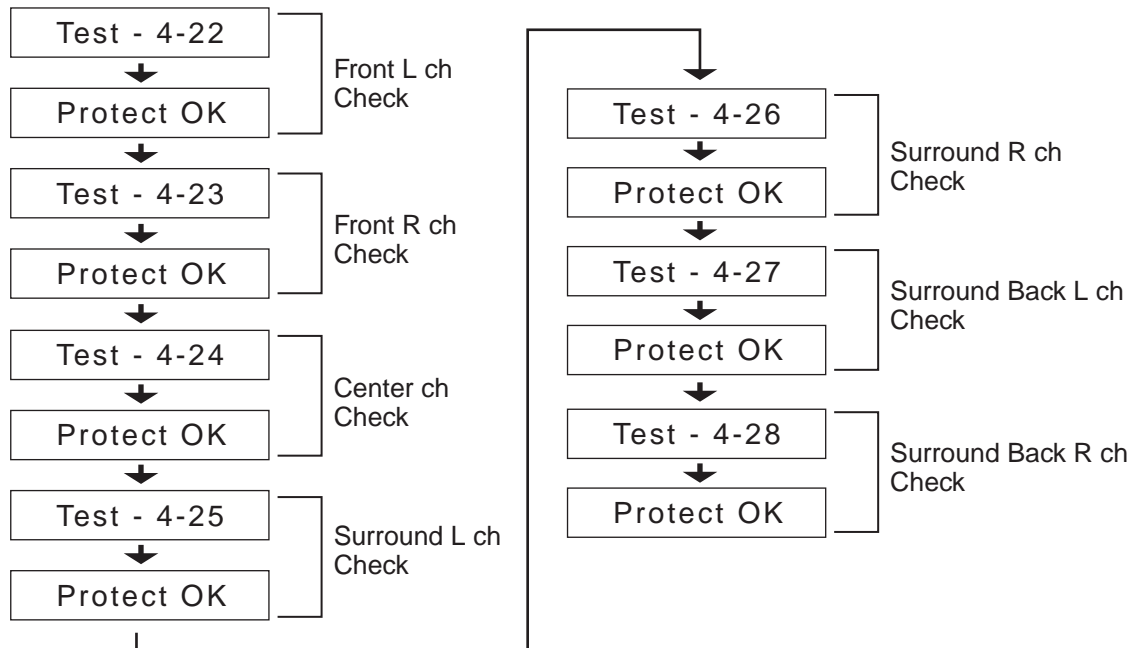 Test - 4-22
Protect OK
Front L ch
Check
Test - 4-23
Protect OK
Front R ch
Check
Test - 4-24
Protect OK
Center ch
Check
Test - 4-25
Protect OK
Surround L ch
Check
Test - 4-26
Protect OK
Surround R ch
Check
Test - 4-27
Protect OK
Surround Back L ch
Check
Test - 4-28
Protect OK
Surround Back R ch
Check